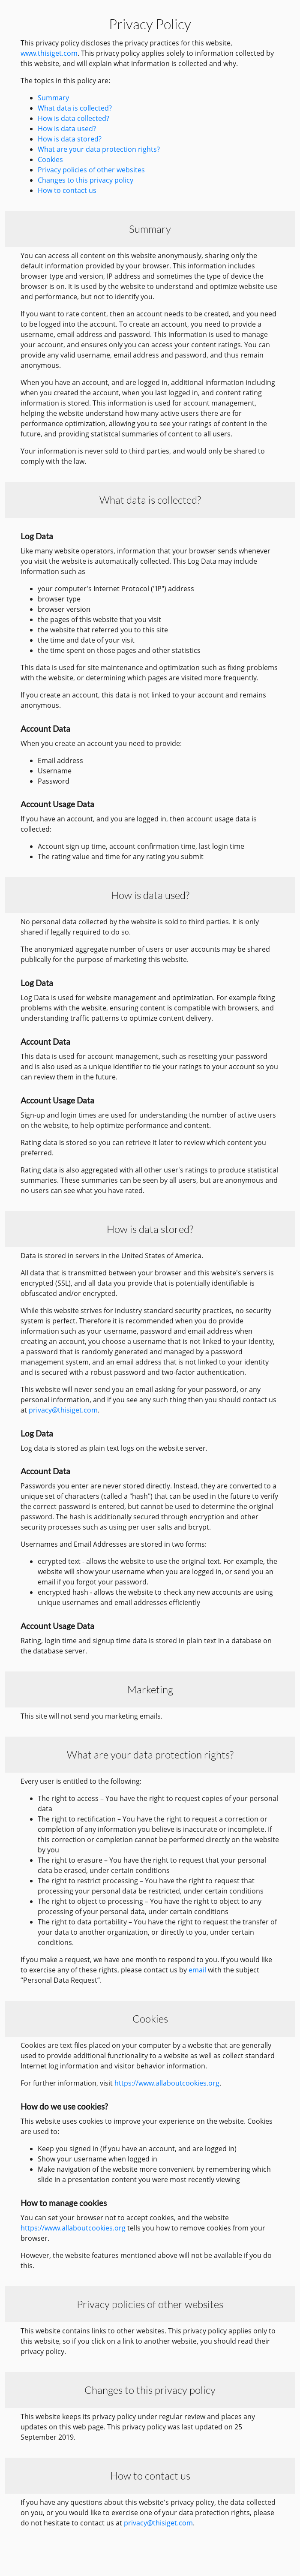 Privacy Policy
This privacy policy discloses the privacy practices for this website,
www.thisiget.com. This privacy policy applies solely to information collected by
this website, and will explain what information is collected and why.
The topics in this policy are:
Summary
What data is collected?
How is data collected?
How is data used?
How is data stored?
What are your data protection rights?
Cookies
Privacy policies of other websites
Changes to this privacy policy
How to contact us
Summary
You can access all content on this website anonymously, sharing only the
default information provided by your browser. This information includes
browser type and version, IP address and sometimes the type of device the
browser is on. It is used by the website to understand and optimize website use
and performance, but not to identify you.
If you want to rate content, then an account needs to be created, and you need
to be logged into the account. To create an account, you need to provide a
username, email address and password. This information is used to manage
your account, and ensures only you can access your content ratings. You can
provide any valid username, email address and password, and thus remain
anonymous.
When you have an account, and are logged in, additional information including
when you created the account, when you last logged in, and content rating
information is stored. This information is used for account management,
helping the website understand how many active users there are for
performance optimization, allowing you to see your ratings of content in the
future, and providing statistcal summaries of content to all users.
Your information is never sold to third parties, and would only be shared to
comply with the law.
What data is collected?
Log Data
Like many website operators, information that your browser sends whenever
you visit the website is automatically collected. This Log Data may include
information such as
your computer's Internet Protocol ("IP") address
browser type
browser version
the pages of this website that you visit
the website that referred you to this site
the time and date of your visit
the time spent on those pages and other statistics
This data is used for site maintenance and optimization such as fixing problems
with the website, or determining which pages are visited more frequently.
If you create an account, this data is not linked to your account and remains
anonymous.
Account Data
When you create an account you need to provide:
Email address
Username
Password
Account Usage Data
If you have an account, and you are logged in, then account usage data is
collected:
Account sign up time, account confirmation time, last login time
The rating value and time for any rating you submit
How is data used?
No personal data collected by the website is sold to third parties. It is only
shared if legally required to do so.
The anonymized aggregate number of users or user accounts may be shared
publically for the purpose of marketing this website.
Log Data
Log Data is used for website management and optimization. For example fixing
problems with the website, ensuring content is compatible with browsers, and
understanding traffic patterns to optimize content delivery.
Account Data
This data is used for account management, such as resetting your password
and is also used as a unique identifier to tie your ratings to your account so you
can review them in the future.
Account Usage Data
Sign-up and login times are used for understanding the number of active users
on the website, to help optimize performance and content.
Rating data is stored so you can retrieve it later to review which content you
preferred.
Rating data is also aggregated with all other user's ratings to produce statistical
summaries. These summaries can be seen by all users, but are anonymous and
no users can see what you have rated.
How is data stored?
Data is stored in servers in the United States of America.
All data that is transmitted between your browser and this website's servers is
encrypted (SSL), and all data you provide that is potentially identifiable is
obfuscated and/or encrypted.
While this website strives for industry standard security practices, no security
system is perfect. Therefore it is recommended when you do provide
information such as your username, password and email address when
creating an account, you choose a username that is not linked to your identity,
a password that is randomly generated and managed by a password
management system, and an email address that is not linked to your identity
and is secured with a robust password and two-factor authentication.
This website will never send you an email asking for your password, or any
personal information, and if you see any such thing then you should contact us
at privacy@thisiget.com.
Log Data
Log data is stored as plain text logs on the website server.
Account Data
Passwords you enter are never stored directly. Instead, they are converted to a
unique set of characters (called a "hash") that can be used in the future to verify
the correct password is entered, but cannot be used to determine the original
password. The hash is additionally secured through encryption and other
security processes such as using per user salts and bcrypt.
Usernames and Email Addresses are stored in two forms:
ecrypted text - allows the website to use the original text. For example, the
website will show your username when you are logged in, or send you an
email if you forgot your password.
encrypted hash - allows the website to check any new accounts are using
unique usernames and email addresses efficiently
Account Usage Data
Rating, login time and signup time data is stored in plain text in a database on
the database server.
Marketing
This site will not send you marketing emails.
What are your data protection rights?
Every user is entitled to the following:
The right to access – You have the right to request copies of your personal
data
The right to rectification – You have the right to request a correction or
completion of any information you believe is inaccurate or incomplete. If
this correction or completion cannot be performed directly on the website
by you
The right to erasure – You have the right to request that your personal
data be erased, under certain conditions
The right to restrict processing – You have the right to request that
processing your personal data be restricted, under certain conditions
The right to object to processing – You have the right to object to any
processing of your personal data, under certain conditions
The right to data portability – You have the right to request the transfer of
your data to another organization, or directly to you, under certain
conditions.
If you make a request, we have one month to respond to you. If you would like
to exercise any of these rights, please contact us by email with the subject
“Personal Data Request”.
Cookies
Cookies are text files placed on your computer by a website that are generally
used to provide additional functionality to a website as well as collect standard
Internet log information and visitor behavior information.
For further information, visit https://www.allaboutcookies.org.
How do we use cookies?
This website uses cookies to improve your experience on the website. Cookies
are used to:
Keep you signed in (if you have an account, and are logged in)
Show your username when logged in
Make navigation of the website more convenient by remembering which
slide in a presentation content you were most recently viewing
How to manage cookies
You can set your browser not to accept cookies, and the website
https://www.allaboutcookies.org tells you how to remove cookies from your
browser.
However, the website features mentioned above will not be available if you do
this.
Privacy policies of other websites
This website contains links to other websites. This privacy policy applies only to
this website, so if you click on a link to another website, you should read their
privacy policy.
Changes to this privacy policy
This website keeps its privacy policy under regular review and places any
updates on this web page. This privacy policy was last updated on 25
September 2019.
How to contact us
If you have any questions about this website's privacy policy, the data collected
on you, or you would like to exercise one of your data protection rights, please
do not hesitate to contact us at privacy@thisiget.com.